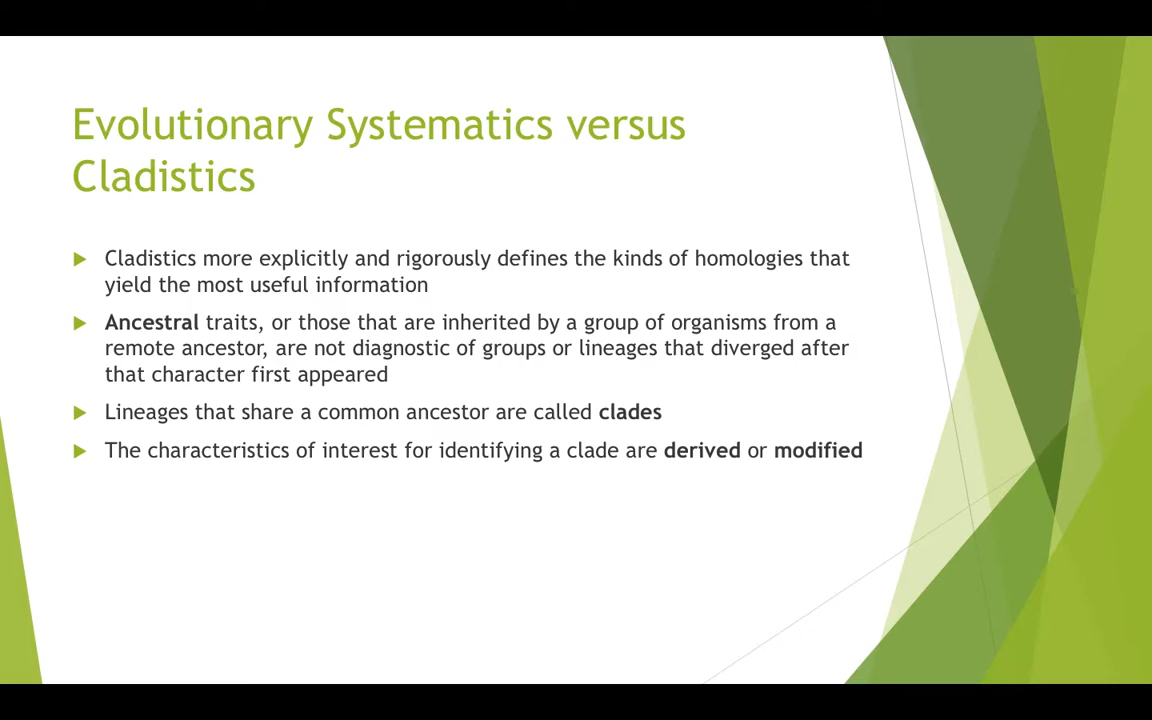 Evolutionary Systematics versus
Cladistics
Cladistics more explicitly and rigorously defines the kinds of homologies that
yield the most useful information
Ancestral traits, or those that are inherited by a group of organisms from a
remote ancestor, are not diagnostic of groups or lineages that diverged after
that character first appeared
Lineages that share a common ancestor are called clades
The characteristics of interest for identifying a clade are derived or modified